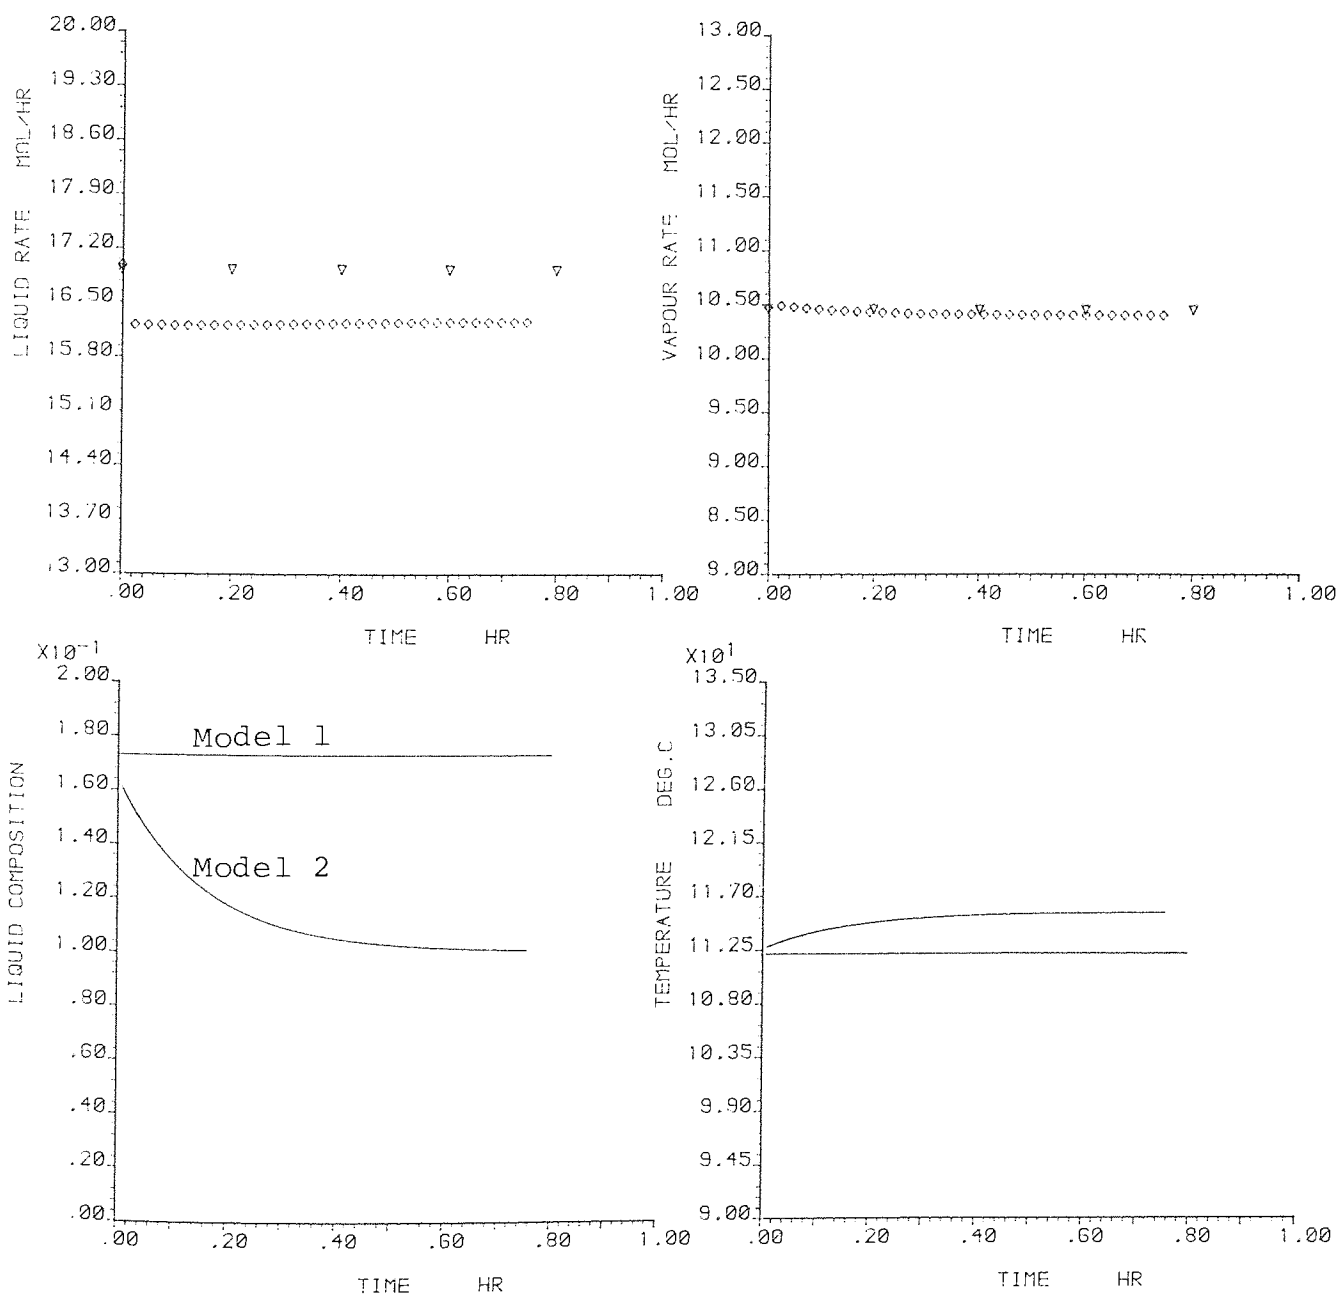 20.00
19.30
18.60
17.90
17.20
16.50
15.80
15.10
14.40
13.70
13.00
LIQUID RATE MOL/HR
.00 .20 .40 .60 .80 1.00
TIME HR
13.00
12.50
12.00
11.50
11.00
10.50
10.00
9.50
9.00
8.50
8.00
VAPOUR RATE MOL/HR
.00 .20 .40 .60 .80 1.00
TIME HR
X10⁻¹
2.00
1.80
1.60
1.40
1.20
1.00
.80
.60
.40
.20
.00
LIQUID COMPOSITION
Model 1
Model 2
.00 .20 .40 .60 .80 1.00
TIME HR
X10¹
13.50
13.05
12.60
12.15
11.70
11.25
10.80
10.35
9.90
9.45
9.00
TEMPERATURE DEG.C
.00 .20 .40 .60 .80 1.00
TIME HR